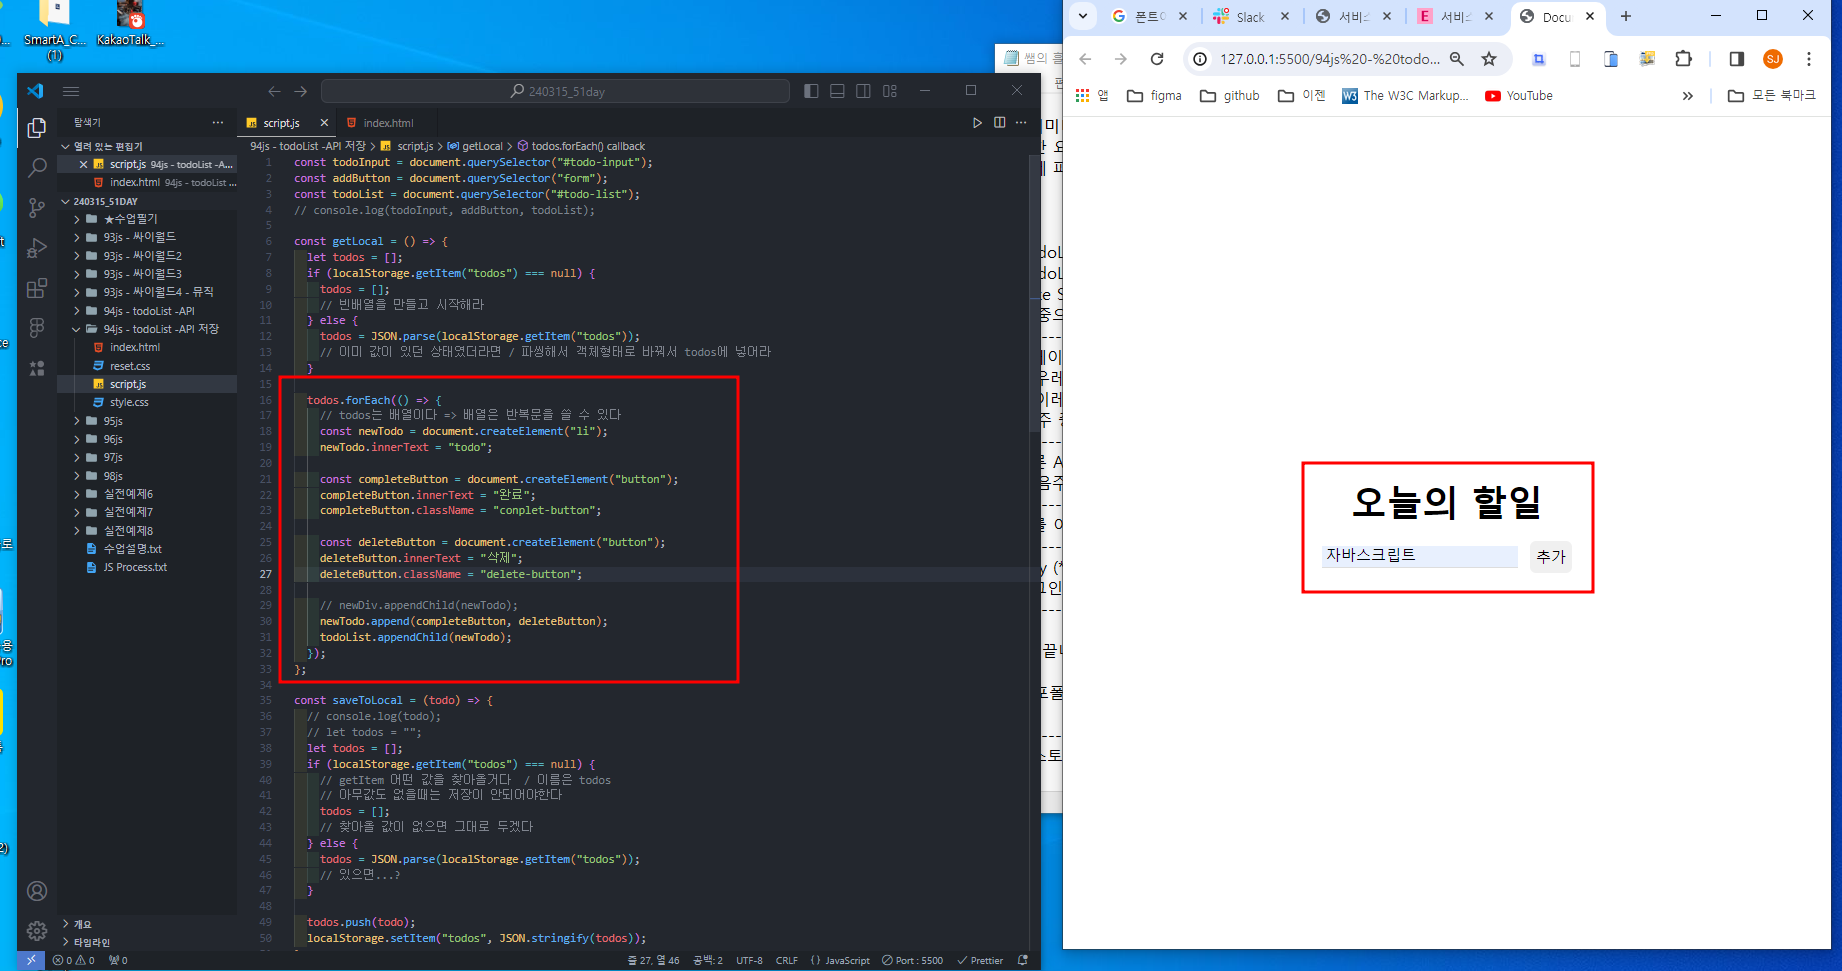 SmartA_C...
(1)
KakaoTalk_...
240315_51day
탐색기
script.js
index.html
열려 있는 편집기
94js - todoList -API 저장 > script.js > getLocal > todos.forEach() callback
script.js 94js - todoList -A...
index.html 94js - todoList ...
240315_51DAY
★수업필기
93js - 싸이월드
93js - 싸이월드2
93js - 싸이월드3
93js - 싸이월드4 - 뮤직
94js - todoList -API
94js - todoList -API 저장
index.html
reset.css
script.js
style.css
95js
96js
97js
98js
실전예제6
실전예제7
실전예제8
수업설명.txt
JS Process.txt
개요
타임라인
1 const todoInput = document.querySelector("#todo-input");
2 const addButton = document.querySelector("form");
3 const todoList = document.querySelector("#todo-list");
4 // console.log(todoInput, addButton, todoList);
5
6 const getLocal = () => {
7 let todos = [];
8 if (localStorage.getItem("todos") === null) {
9 todos = [];
10 // 빈배열을 만들고 시작해라
11 } else {
12 todos = JSON.parse(localStorage.getItem("todos"));
13 // 이미 값이 있던 상태였더라면 / 파씽해서 객체형태로 바꿔서 todos에 넣어라
14 }
15
16 todos.forEach(() => {
17 // todos는 배열이다 => 배열은 반복문을 쓸 수 있다
18 const newTodo = document.createElement("li");
19 newTodo.innerText = "todo";
20
21 const completeButton = document.createElement("button");
22 completeButton.innerText = "완료";
23 completeButton.className = "conplet-button";
24
25 const deleteButton = document.createElement("button");
26 deleteButton.innerText = "삭제";
27 deleteButton.className = "delete-button";
28
29 // newDiv.appendChild(newTodo);
30 newTodo.append(completeButton, deleteButton);
31 todoList.appendChild(newTodo);
32 });
33 };
34
35 const saveToLocal = (todo) => {
36 // console.log(todo);
37 // let todos = "";
38 let todos = [];
39 if (localStorage.getItem("todos") === null) {
40 // getItem 어떤 값을 찾아올거다 / 이름은 todos
41 // 아무값도 없을때는 저장이 안되어야한다
42 todos = [];
43 // 찾아올 값이 없으면 그대로 두겠다
44 } else {
45 todos = JSON.parse(localStorage.getItem("todos"));
46 // 있으면...?
47 }
48
49 todos.push(todo);
50 localStorage.setItem("todos", JSON.stringify(todos));
0 0 0
줄 27, 열 46 공백: 2 UTF-8 CRLF {} JavaScript Port : 5500 Prettier
Slack
서비스
서비스
Docu
127.0.0.1:5500/94js%20-%20todo...
SJ
앱 figma github 이젠 The W3C Markup... YouTube » 모든 북마크
오늘의 할일
자바스크립트 추가